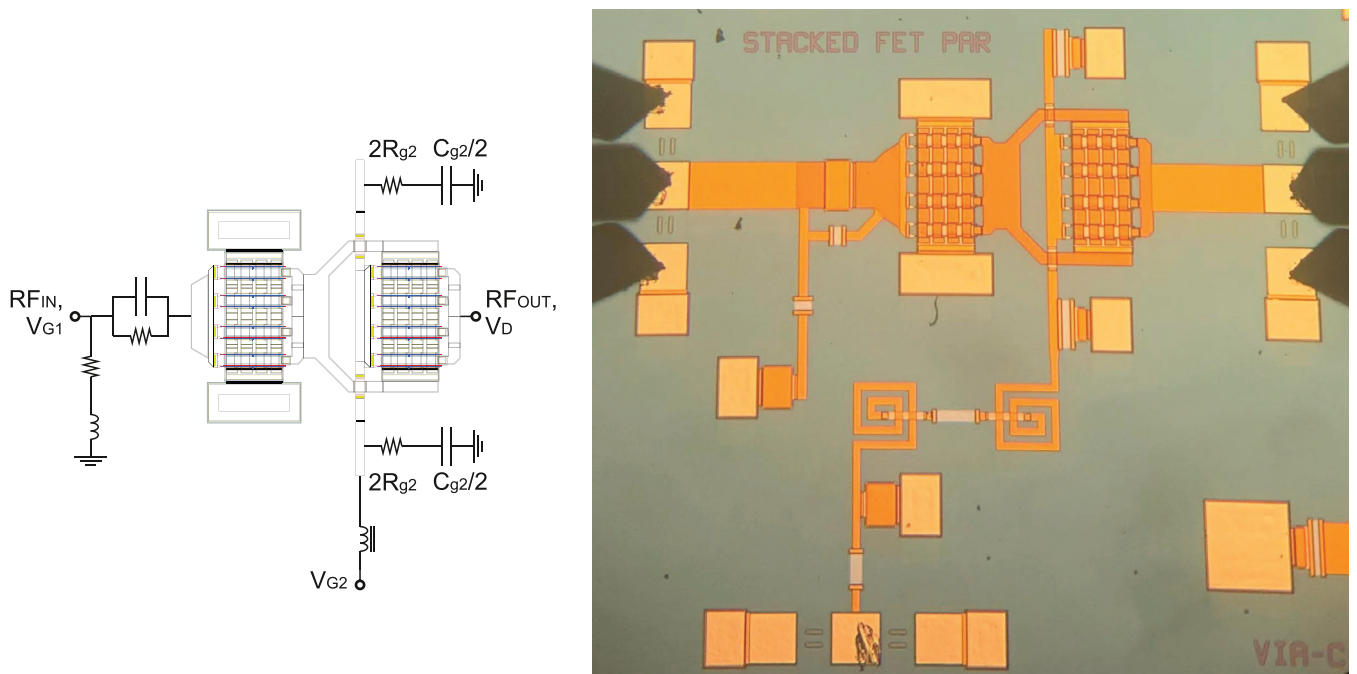 2Rg2 Cg2/2
RFIN,
VG1
RFOUT,
VD
2Rg2 Cg2/2
VG2
STACKED FET PAR
VIA-C